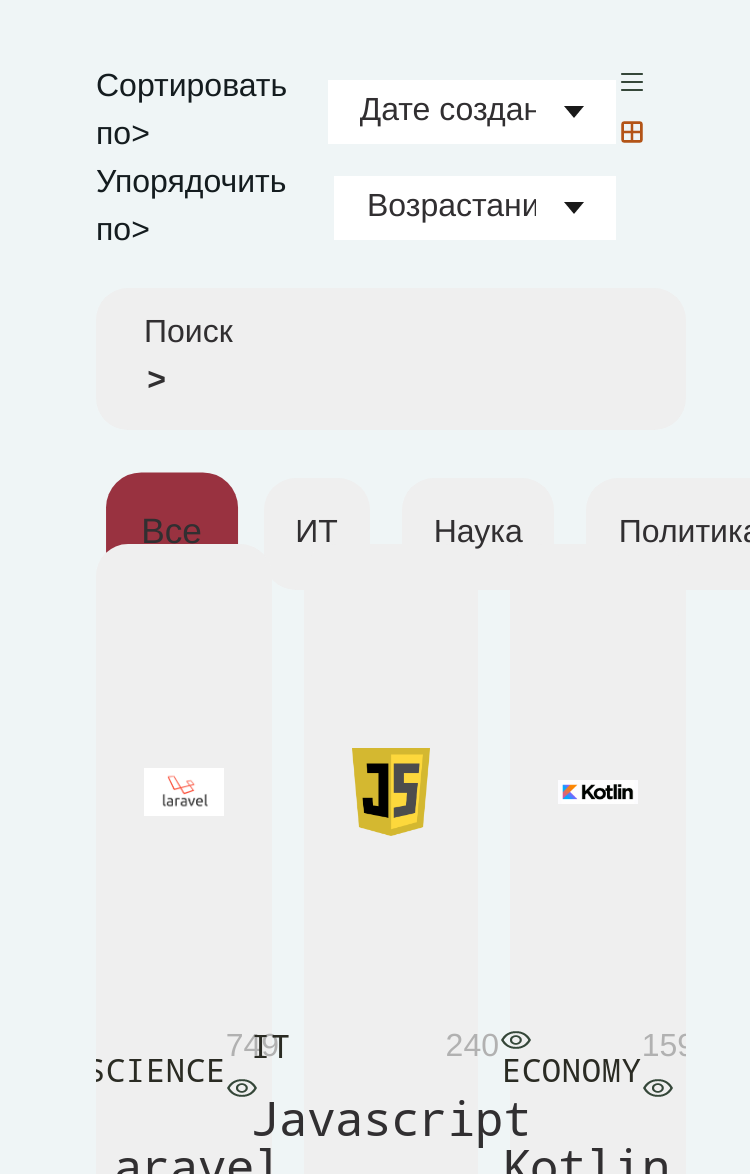 Сортировать
по>
Дате создан
Упорядочить
по>
Возрастани
Поиск
>
Все
ИТ
Наука
Политика
laravel
JS
Kotlin
749
IT
240
159
SCIENCE
ECONOMY
Javascript
aravel
Kotlin